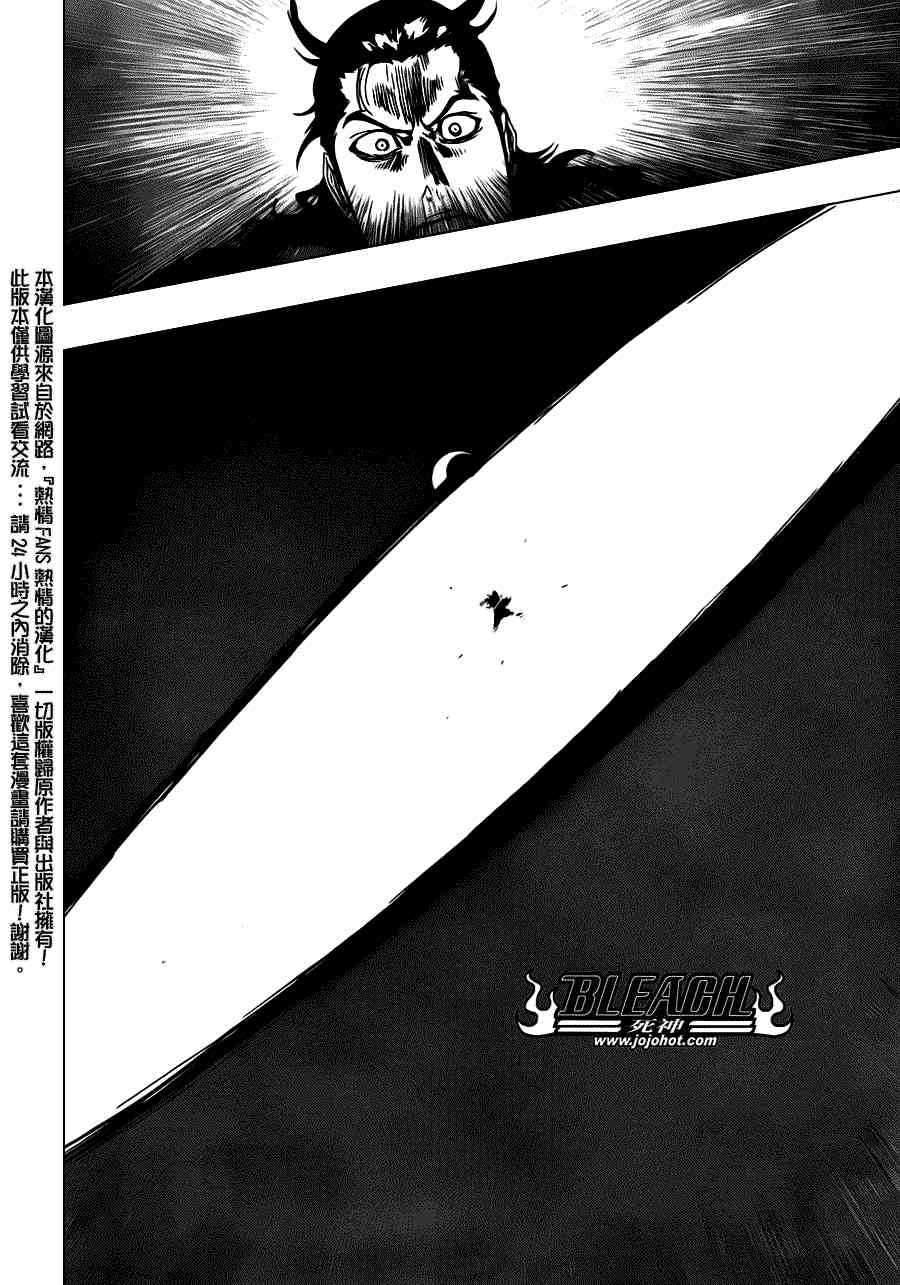 本漢化圖源來自於網路，『熱情FANS熱情的漢化』一切版權歸原作者與出版社擁有！
此版本僅供學習試看交流… 請24小時之內消除，喜歡這套漫畫請購買正版！謝謝。
BLEACH
死神
www.jojohot.com